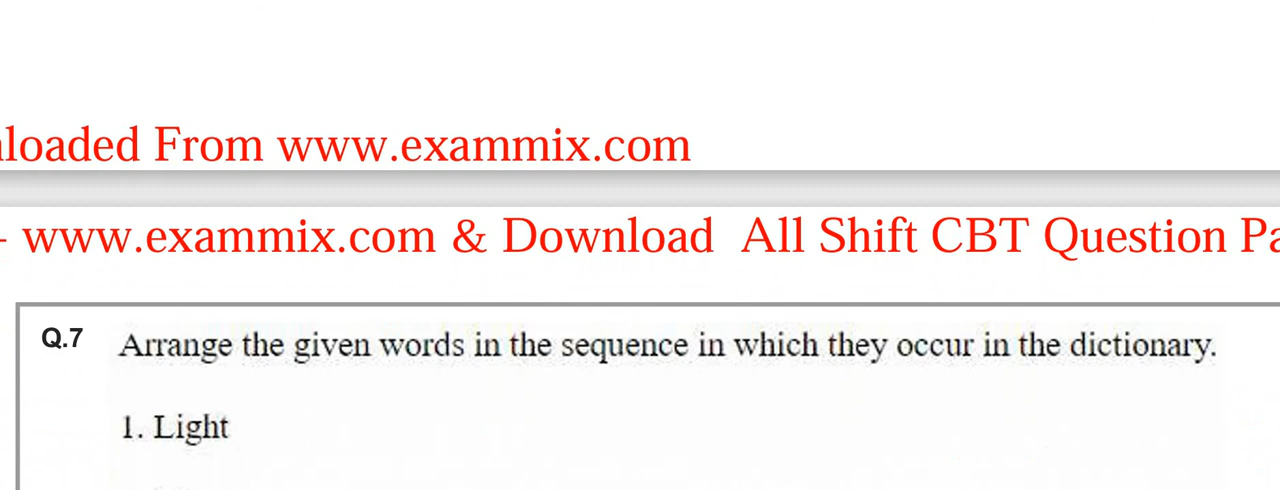 loaded From www.exammix.com
- www.exammix.com & Download All Shift CBT Question
Q.7 Arrange the given words in the sequence in which they occur in the dictionary.
1. Light